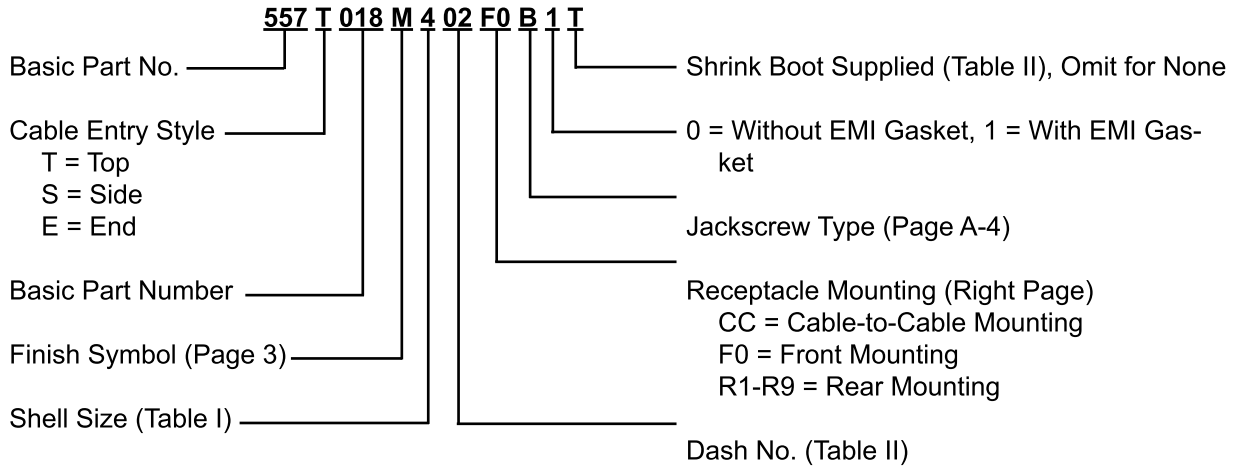 557 T 018 M 4 02 F0 B 1 T
Basic Part No.
Cable Entry Style
T = Top
S = Side
E = End
Basic Part Number
Finish Symbol (Page 3)
Shell Size (Table I)
Shrink Boot Supplied (Table II), Omit for None
0 = Without EMI Gasket, 1 = With EMI Gas-
ket
Jackscrew Type (Page A-4)
Receptacle Mounting (Right Page)
CC = Cable-to-Cable Mounting
F0 = Front Mounting
R1-R9 = Rear Mounting
Dash No. (Table II)